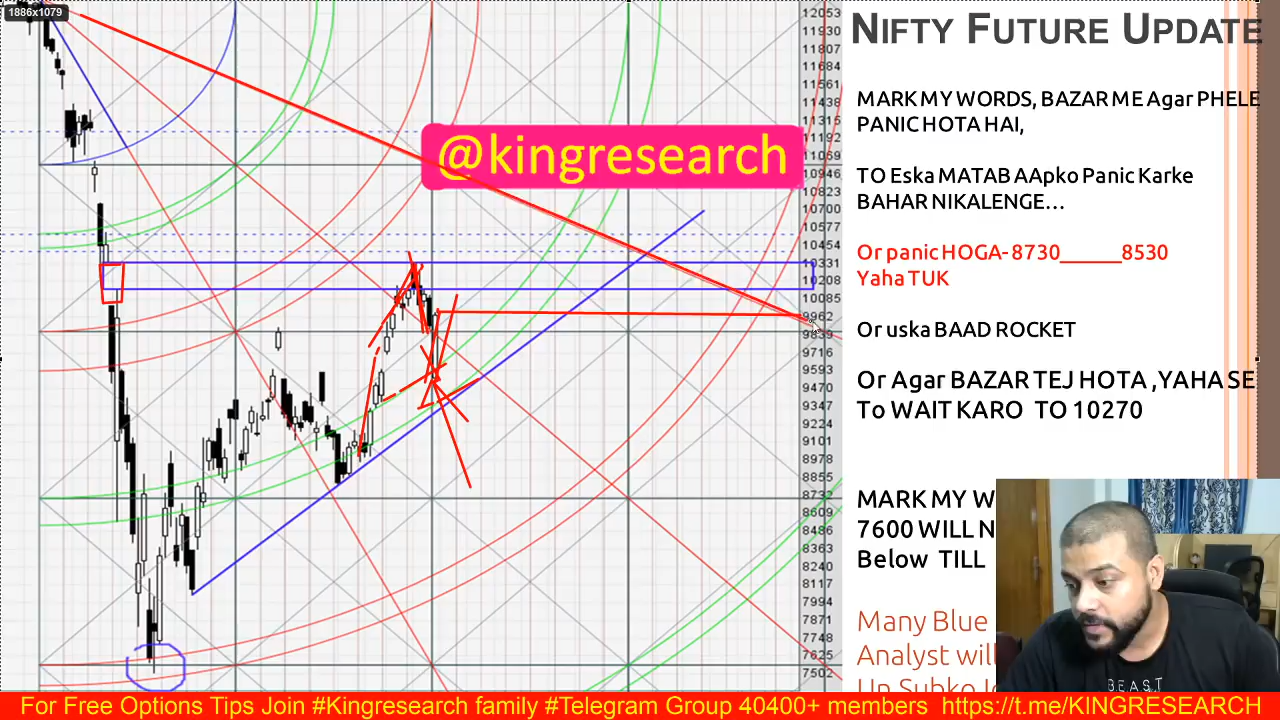 1886x1079
NIFTY FUTURE UPDATE
@kingresearch
12053
11930
11807
11684
11561
11438
11315
11192
11069
10946
10823
10700
10577
10454
10331
10208
10085
9962
9839
9716
9593
9470
9347
9224
9101
8978
8855
8732
8609
8486
8363
8240
8117
7994
7871
7748
7625
7502
MARK MY WORDS, BAZAR ME Agar PHELE
PANIC HOTA HAI,
TO Eska MATAB AApko Panic Karke
BAHAR NIKALENGE...
Or panic HOGA- 8730______8530
Yaha TUK
Or uska BAAD ROCKET
Or Agar BAZAR TEJ HOTA ,YAHA SE
To WAIT KARO TO 10270
MARK MY W
7600 WILL N
Below TILL
Many Blue
Analyst will
Up Subko
BEAST
For Free Options Tips Join #Kingresearch family #Telegram Group 40400+ members https://t.me/KINGRESEARCH